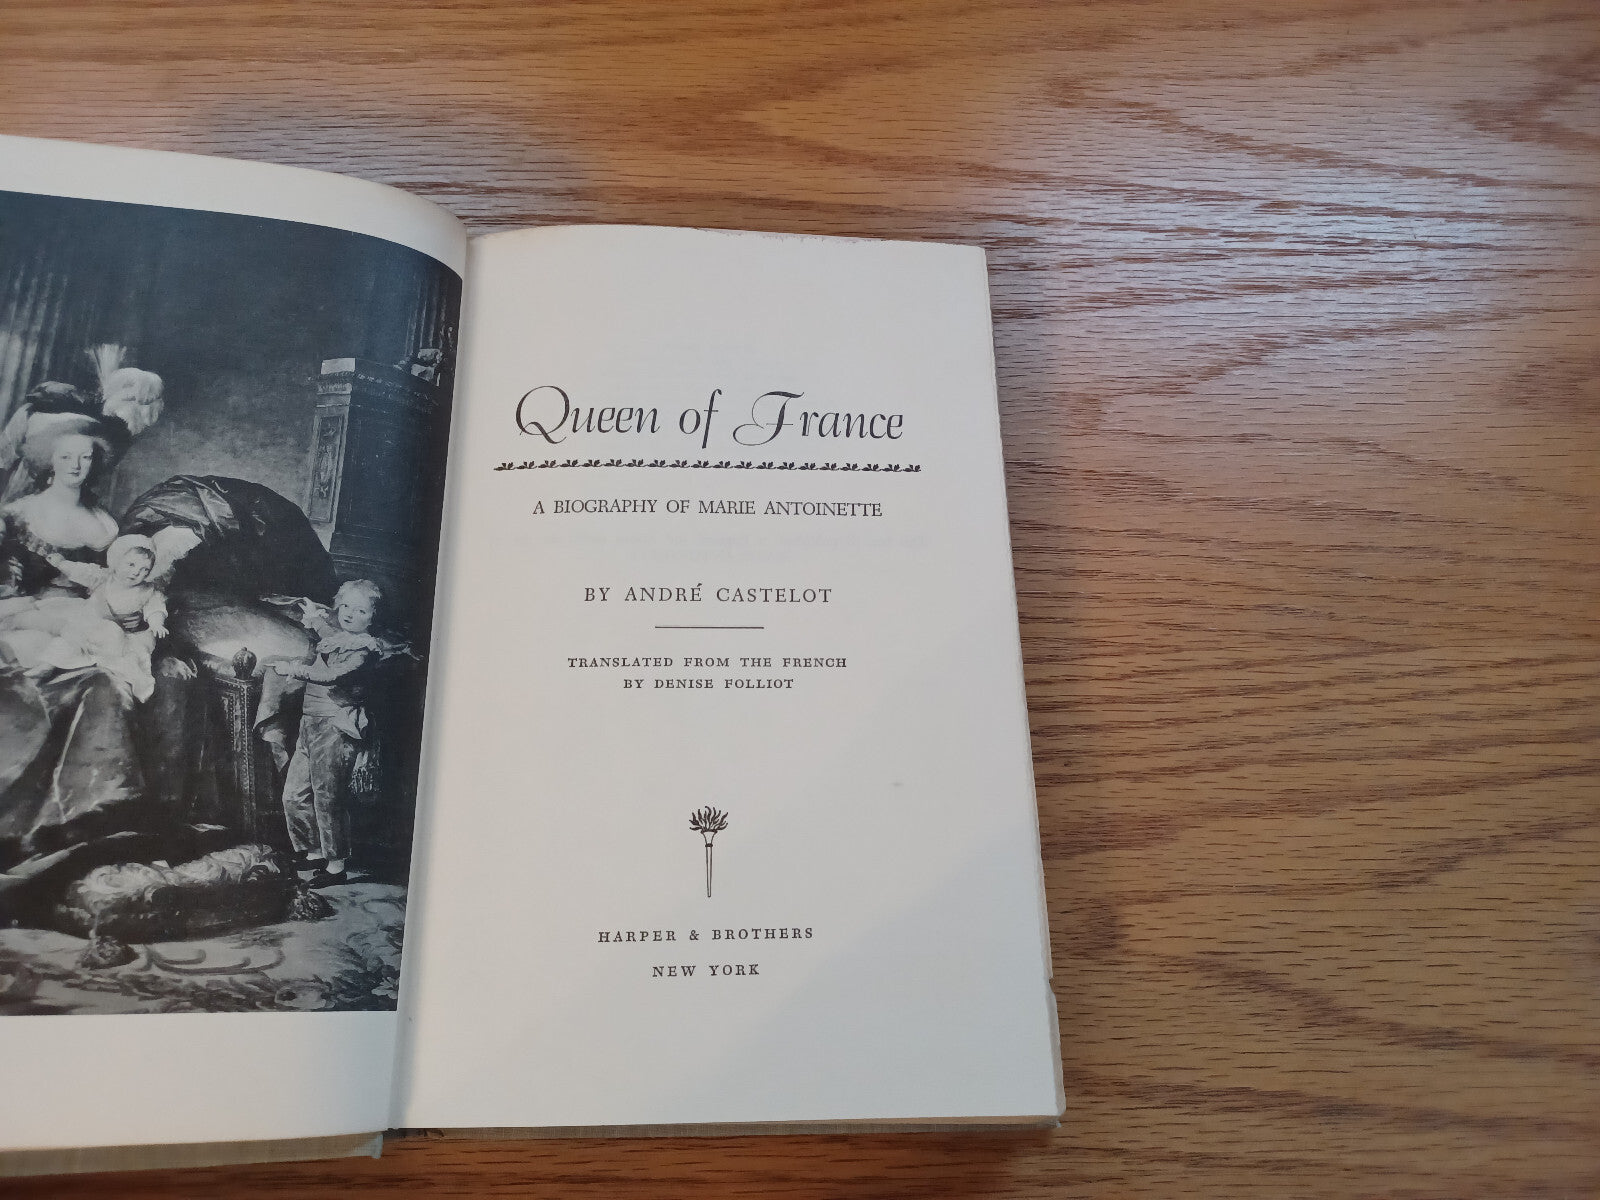 Queen of France
A BIOGRAPHY OF MARIE ANTOINETTE
BY ANDRÉ CASTELOT
TRANSLATED FROM THE FRENCH
BY DENISE FOLLIOT
HARPER & BROTHERS
NEW YORK